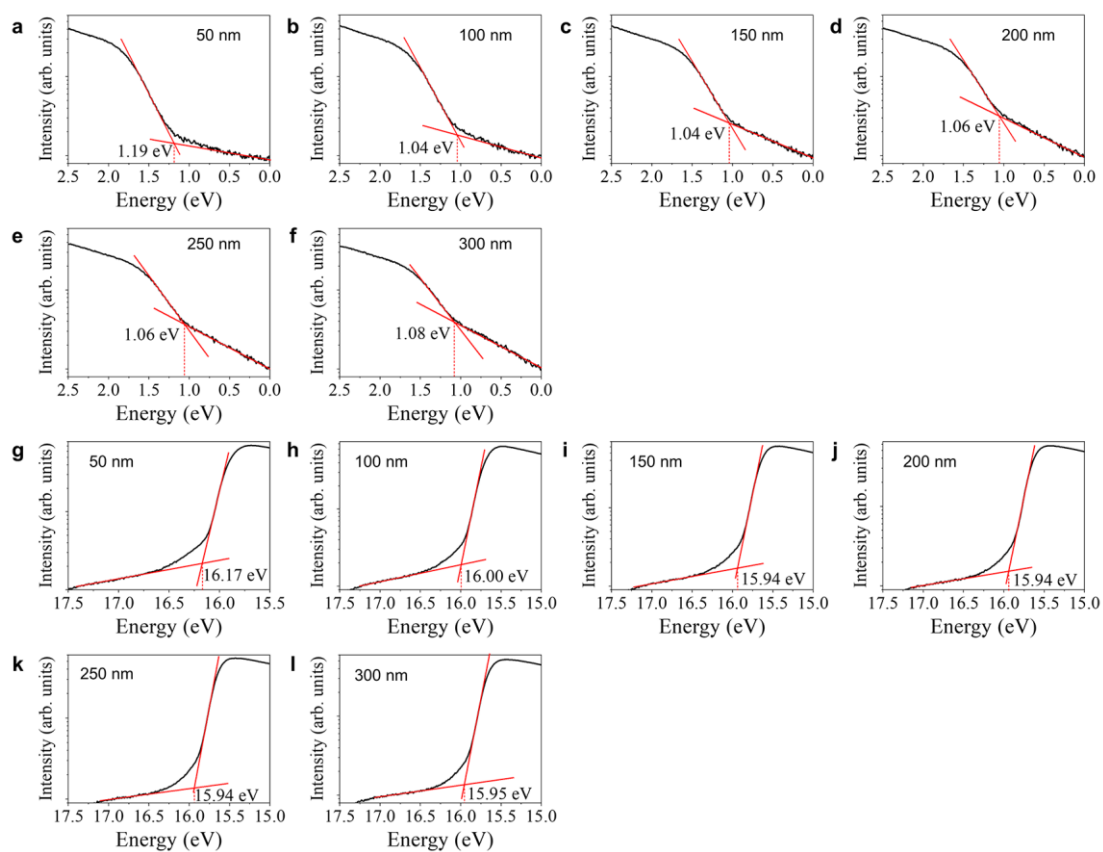 a
50 nm
Intensity (arb. units)
1.19 eV
2.5 2.0 1.5 1.0 0.5 0.0
Energy (eV)
b
100 nm
Intensity (arb. units)
1.04 eV
2.5 2.0 1.5 1.0 0.5 0.0
Energy (eV)
c
150 nm
Intensity (arb. units)
1.04 eV
2.5 2.0 1.5 1.0 0.5 0.0
Energy (eV)
d
200 nm
Intensity (arb. units)
1.06 eV
2.5 2.0 1.5 1.0 0.5 0.0
Energy (eV)
e
250 nm
Intensity (arb. units)
1.06 eV
2.5 2.0 1.5 1.0 0.5 0.0
Energy (eV)
f
300 nm
Intensity (arb. units)
1.08 eV
2.5 2.0 1.5 1.0 0.5 0.0
Energy (eV)
g
50 nm
Intensity (arb. units)
16.17 eV
17.5 17.0 16.5 16.0 15.5
Energy (eV)
h
100 nm
Intensity (arb. units)
16.00 eV
17.5 17.0 16.5 16.0 15.5 15.0
Energy (eV)
i
150 nm
Intensity (arb. units)
15.94 eV
17.5 17.0 16.5 16.0 15.5 15.0
Energy (eV)
j
200 nm
Intensity (arb. units)
15.94 eV
17.5 17.0 16.5 16.0 15.5 15.0
Energy (eV)
k
250 nm
Intensity (arb. units)
15.94 eV
17.5 17.0 16.5 16.0 15.5 15.0
Energy (eV)
l
300 nm
Intensity (arb. units)
15.95 eV
17.5 17.0 16.5 16.0 15.5 15.0
Energy (eV)